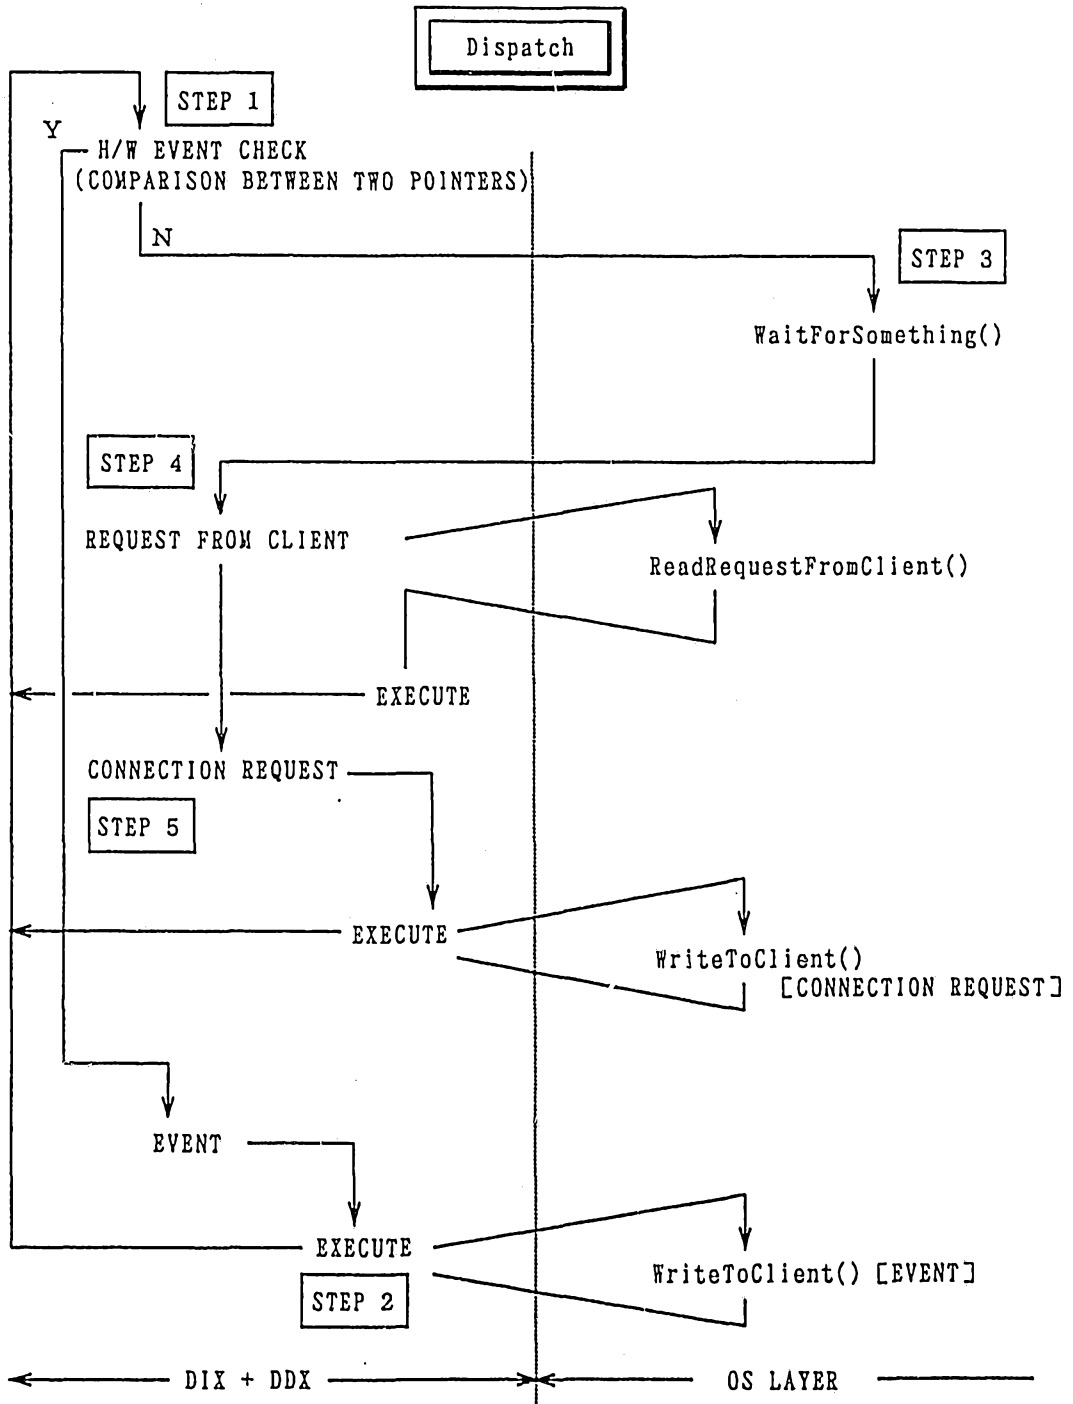 Dispatch
STEP 1
Y
H/W EVENT CHECK
(COMPARISON BETWEEN TWO POINTERS)
N
STEP 3
WaitForSomething()
STEP 4
REQUEST FROM CLIENT
ReadRequestFromClient()
EXECUTE
CONNECTION REQUEST
STEP 5
EXECUTE
WriteToClient()
[CONNECTION REQUEST]
EVENT
EXECUTE
WriteToClient() [EVENT]
STEP 2
DIX + DDX
OS LAYER